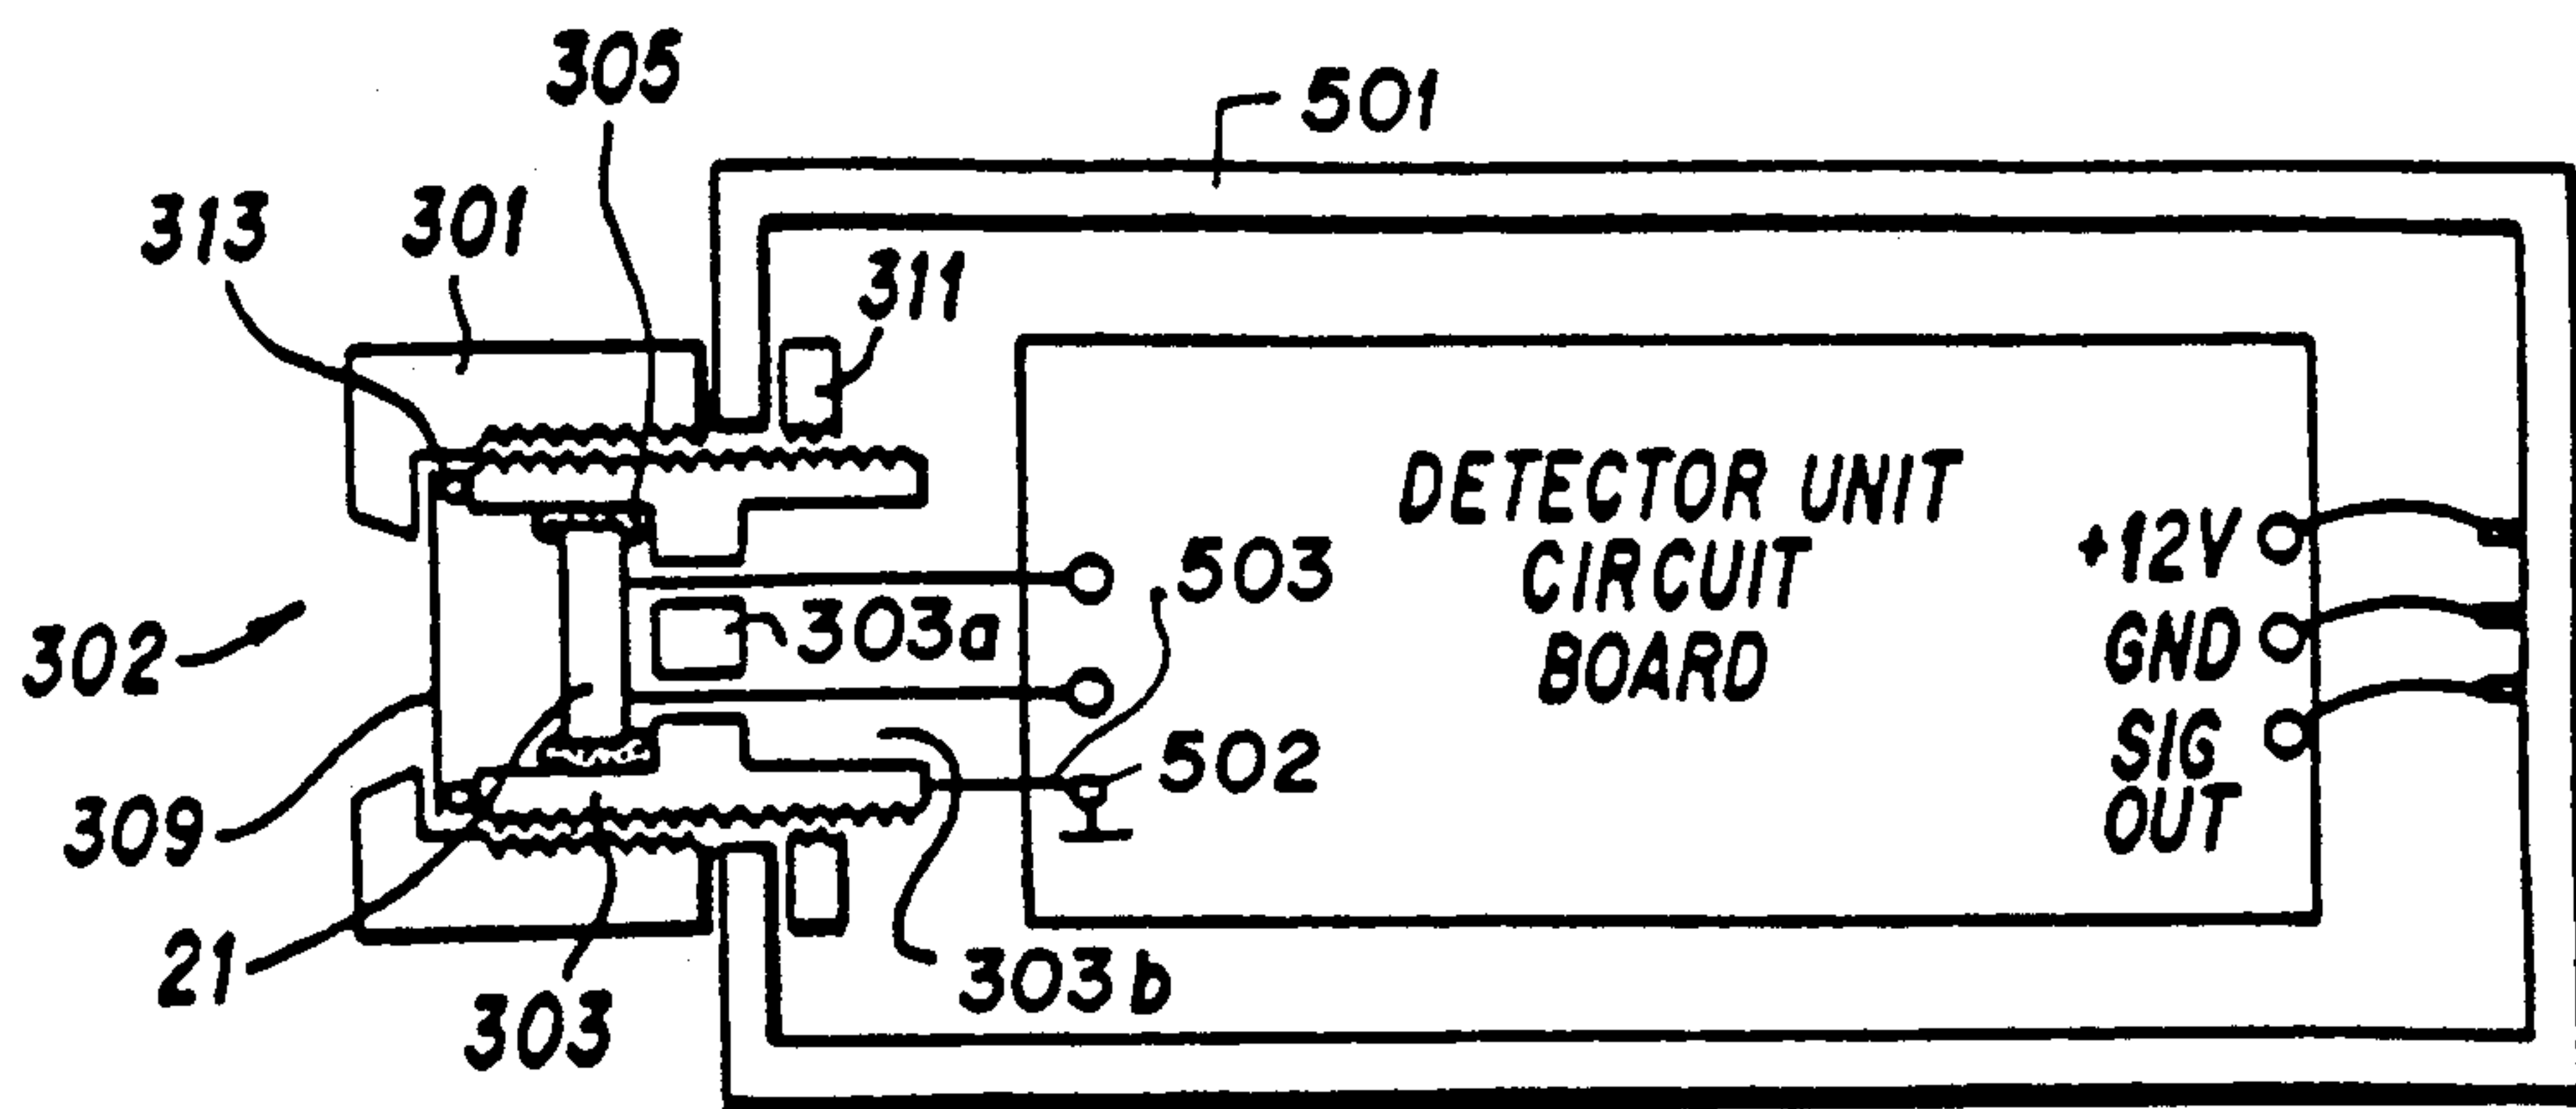 305
501
313
301
311
DETECTOR UNIT
CIRCUIT
BOARD
+12V
GND
SIG
OUT
503
303a
302
502
309
21
303
303b